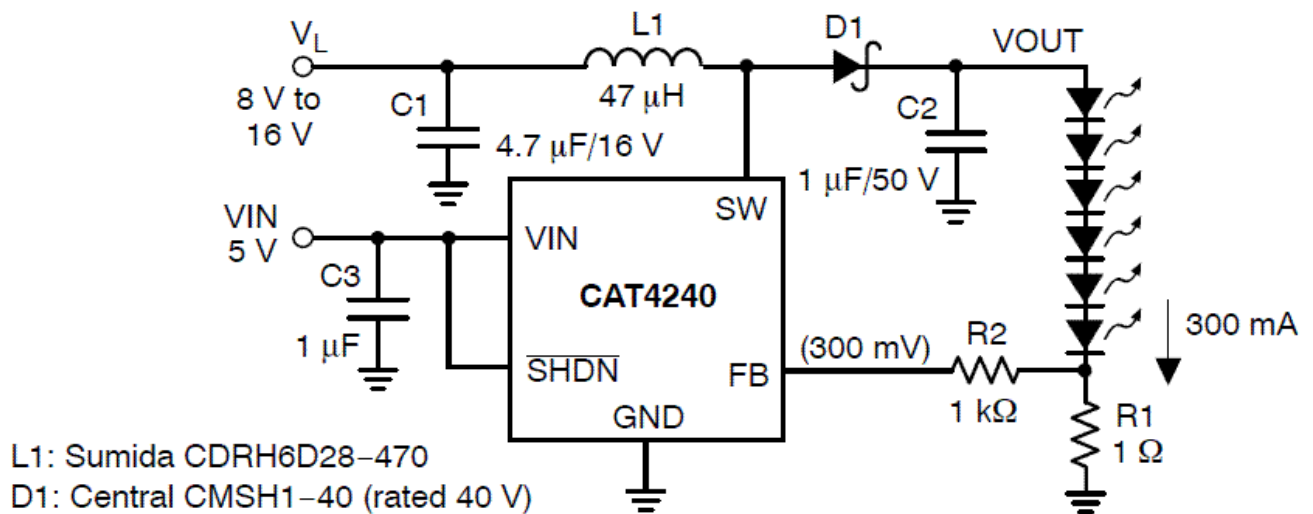 V_L
8 V to
16 V
C1
4.7 μF/16 V
L1
47 μH
D1
VOUT
C2
1 μF/50 V
VIN
5 V
C3
1 μF
VIN
SW
CAT4240
SHDN
FB
GND
(300 mV)
R2
1 kΩ
300 mA
R1
1 Ω
L1: Sumida CDRH6D28–470
D1: Central CMSH1–40 (rated 40 V)